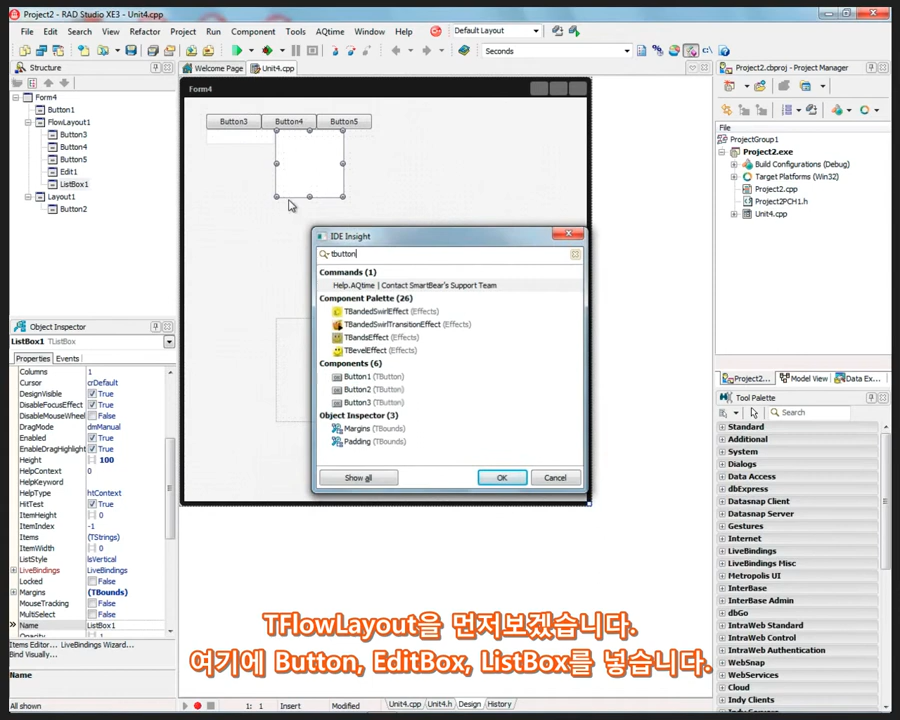 Project2 - RAD Studio XE3 - Unit4.cpp
File Edit Search View Refactor Project Run Component Tools AQtime Window Help
Default Layout
Seconds
Structure
Form4
Button1
FlowLayout1
Button3
Button4
Button5
Edit1
ListBox1
Layout1
Button2
Welcome Page Unit4.cpp
Form4
Button3 Button4 Button5
IDE Insight
tbutton
Commands (1)
Help.AQtime | Contact SmartBear's Support Team
Component Palette (26)
TBandedSwirlEffect (Effects)
TBandedSwirlTransitionEffect (Effects)
TBandsEffect (Effects)
TBevelEffect (Effects)
Components (6)
Button1 (TButton)
Button2 (TButton)
Button3 (TButton)
Object Inspector (3)
Margins (TBounds)
Padding (TBounds)
Show all OK Cancel
Object Inspector
ListBox1 TListBox
Properties Events
Columns 1
Cursor crDefault
DesignVisible True
DisableFocusEffect True
DisableMouseWheel False
DragMode dmManual
Enabled True
EnableDragHighlight True
Height 100
HelpContext 0
HelpKeyword
HelpType htContext
HitTest True
ItemHeight 0
ItemIndex -1
Items (TStrings)
ItemWidth 0
ListStyle lsVertical
LiveBindings LiveBindings
Locked False
Margins (TBounds)
MouseTracking False
MultiSelect False
Name ListBox1
Opacity 1
Items Editor... LiveBindings Wizard...
Bind Visually...
Name
All shown
1: 1 Insert Modified Unit4.cpp Unit4.h Design History
Project2.cbproj - Project Manager
File
ProjectGroup1
Project2.exe
Build Configurations (Debug)
Target Platforms (Win32)
Project2.cpp
Project2PCH1.h
Unit4.cpp
Project2... Model View Data Ex...
Tool Palette
Search
Standard
Additional
System
Dialogs
Data Access
dbExpress
Datasnap Client
Datasnap Server
Gestures
Internet
LiveBindings
LiveBindings Misc
Metropolis UI
InterBase
InterBase Admin
dbGo
IntraWeb Standard
IntraWeb Control
IntraWeb Authentication
WebSnap
WebServices
Cloud
Indy Clients
TFlowLayout을 먼저보겠습니다.
여기에 Button, EditBox, ListBox를 넣습니다.